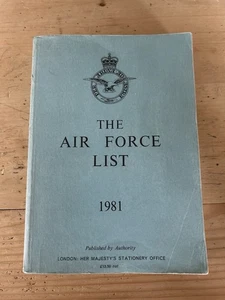 THE
AIR FORCE
LIST
1981
Published by Authority
LONDON: HER MAJESTY'S STATIONERY OFFICE